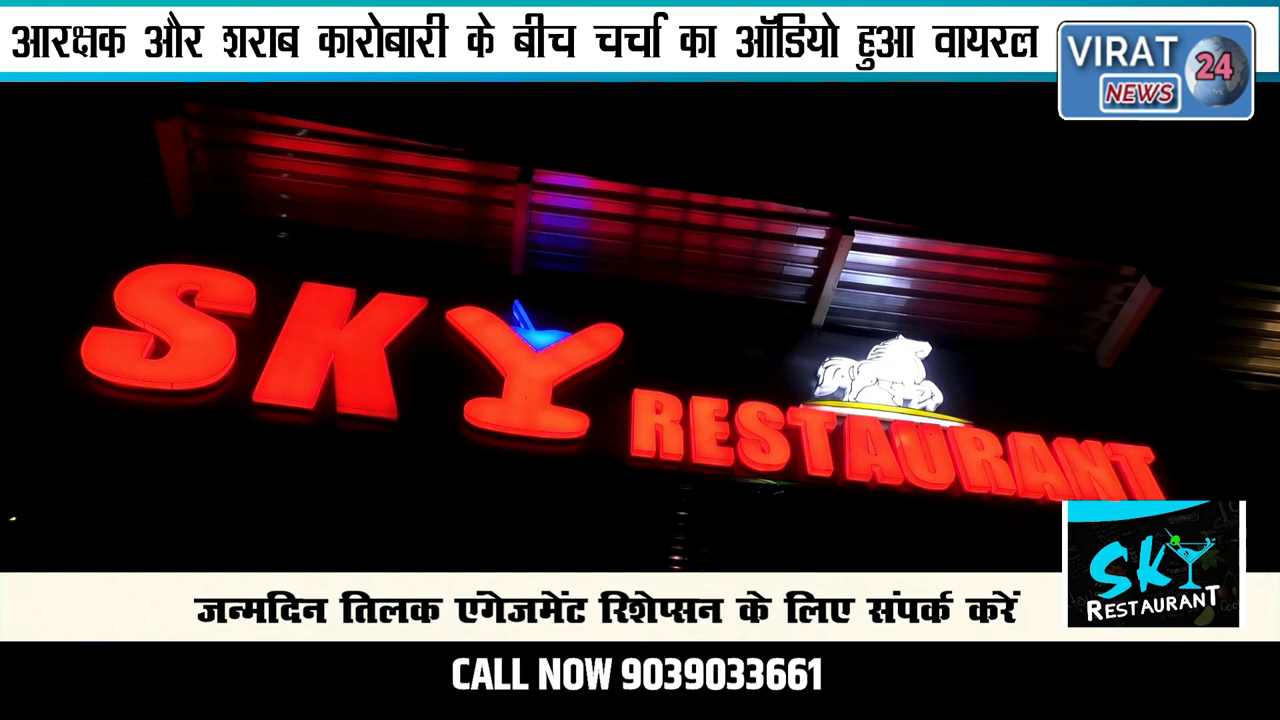 आरक्षक और शराब कारोबारी के बीच चर्चा का ऑडियो हुआ वायरल
VIRAT 24
NEWS
SKY RESTAURANT
SKY
RESTAURANT
जन्मदिन तिलक एंगेजमेंट रिशेप्सन के लिए संपर्क करें
CALL NOW 9039033661